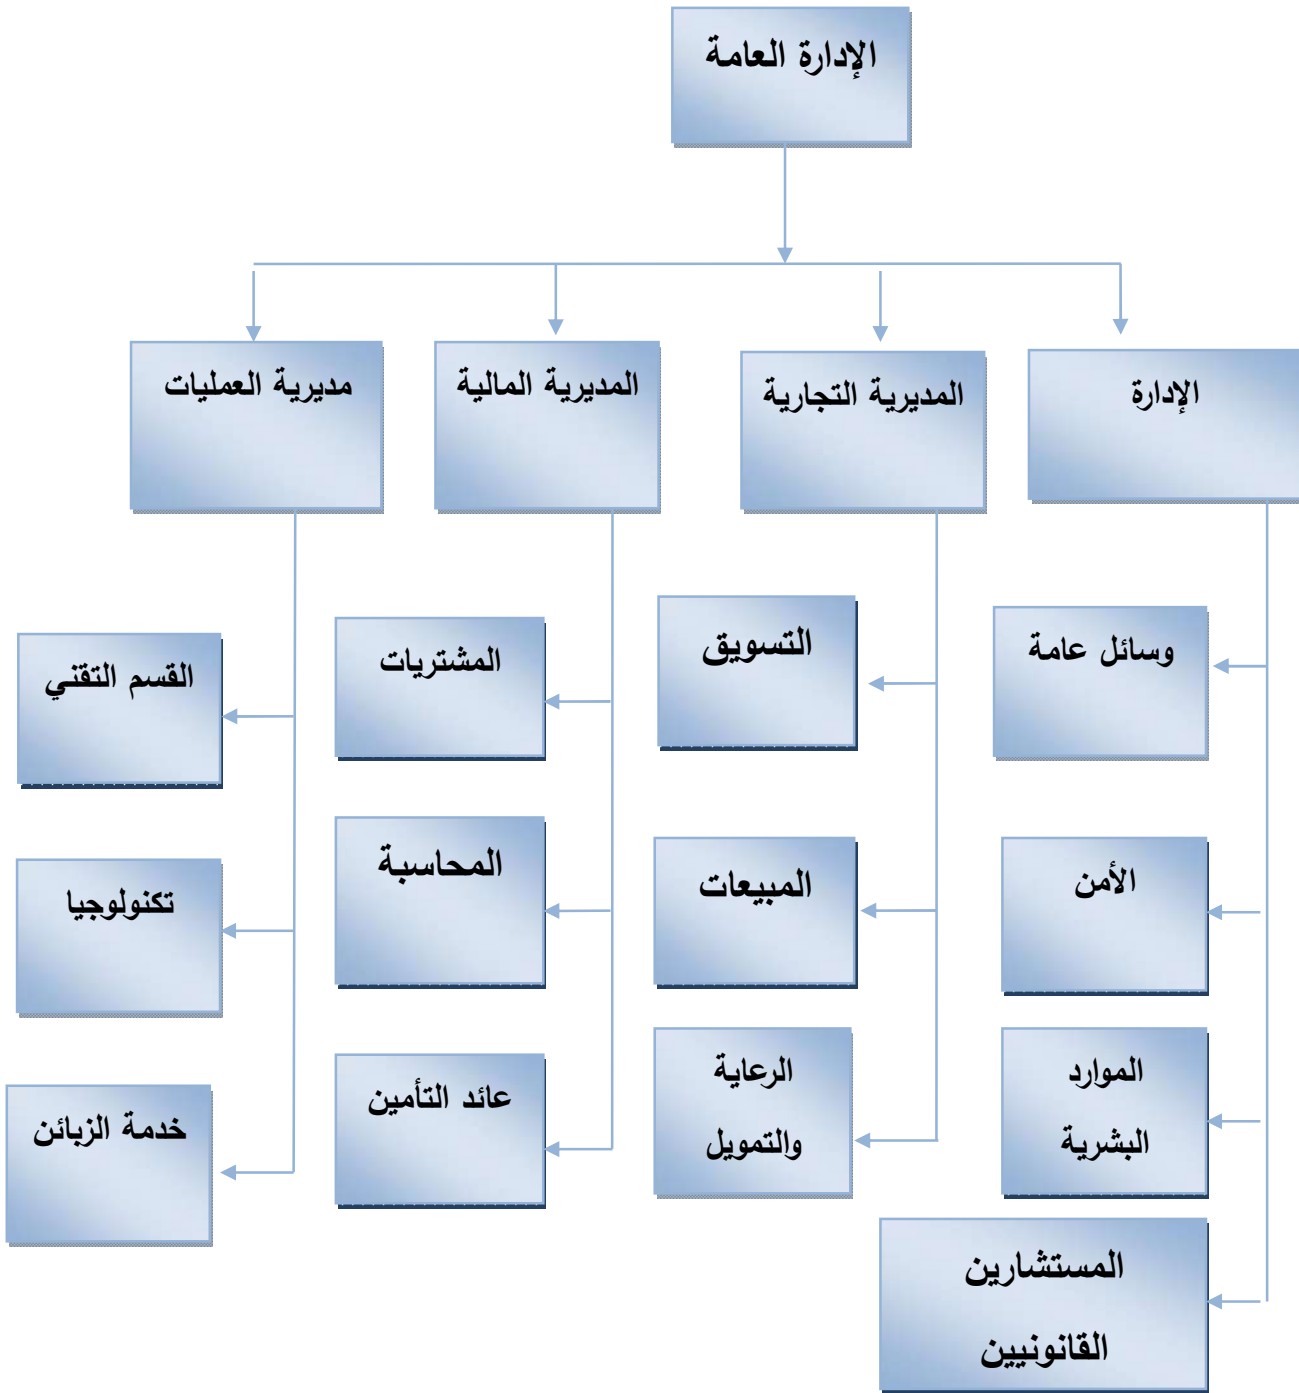 الإدارة العامة
الإدارة
المديرية التجارية
المديرية المالية
مديرية العمليات
وسائل عامة
التسويق
المشتريات
القسم التقني
الأمن
المبيعات
المحاسبة
تكنولوجيا
الموارد
البشرية
الرعاية
والتمويل
عائد التأمين
خدمة الزبائن
المستشارين
القانونيين